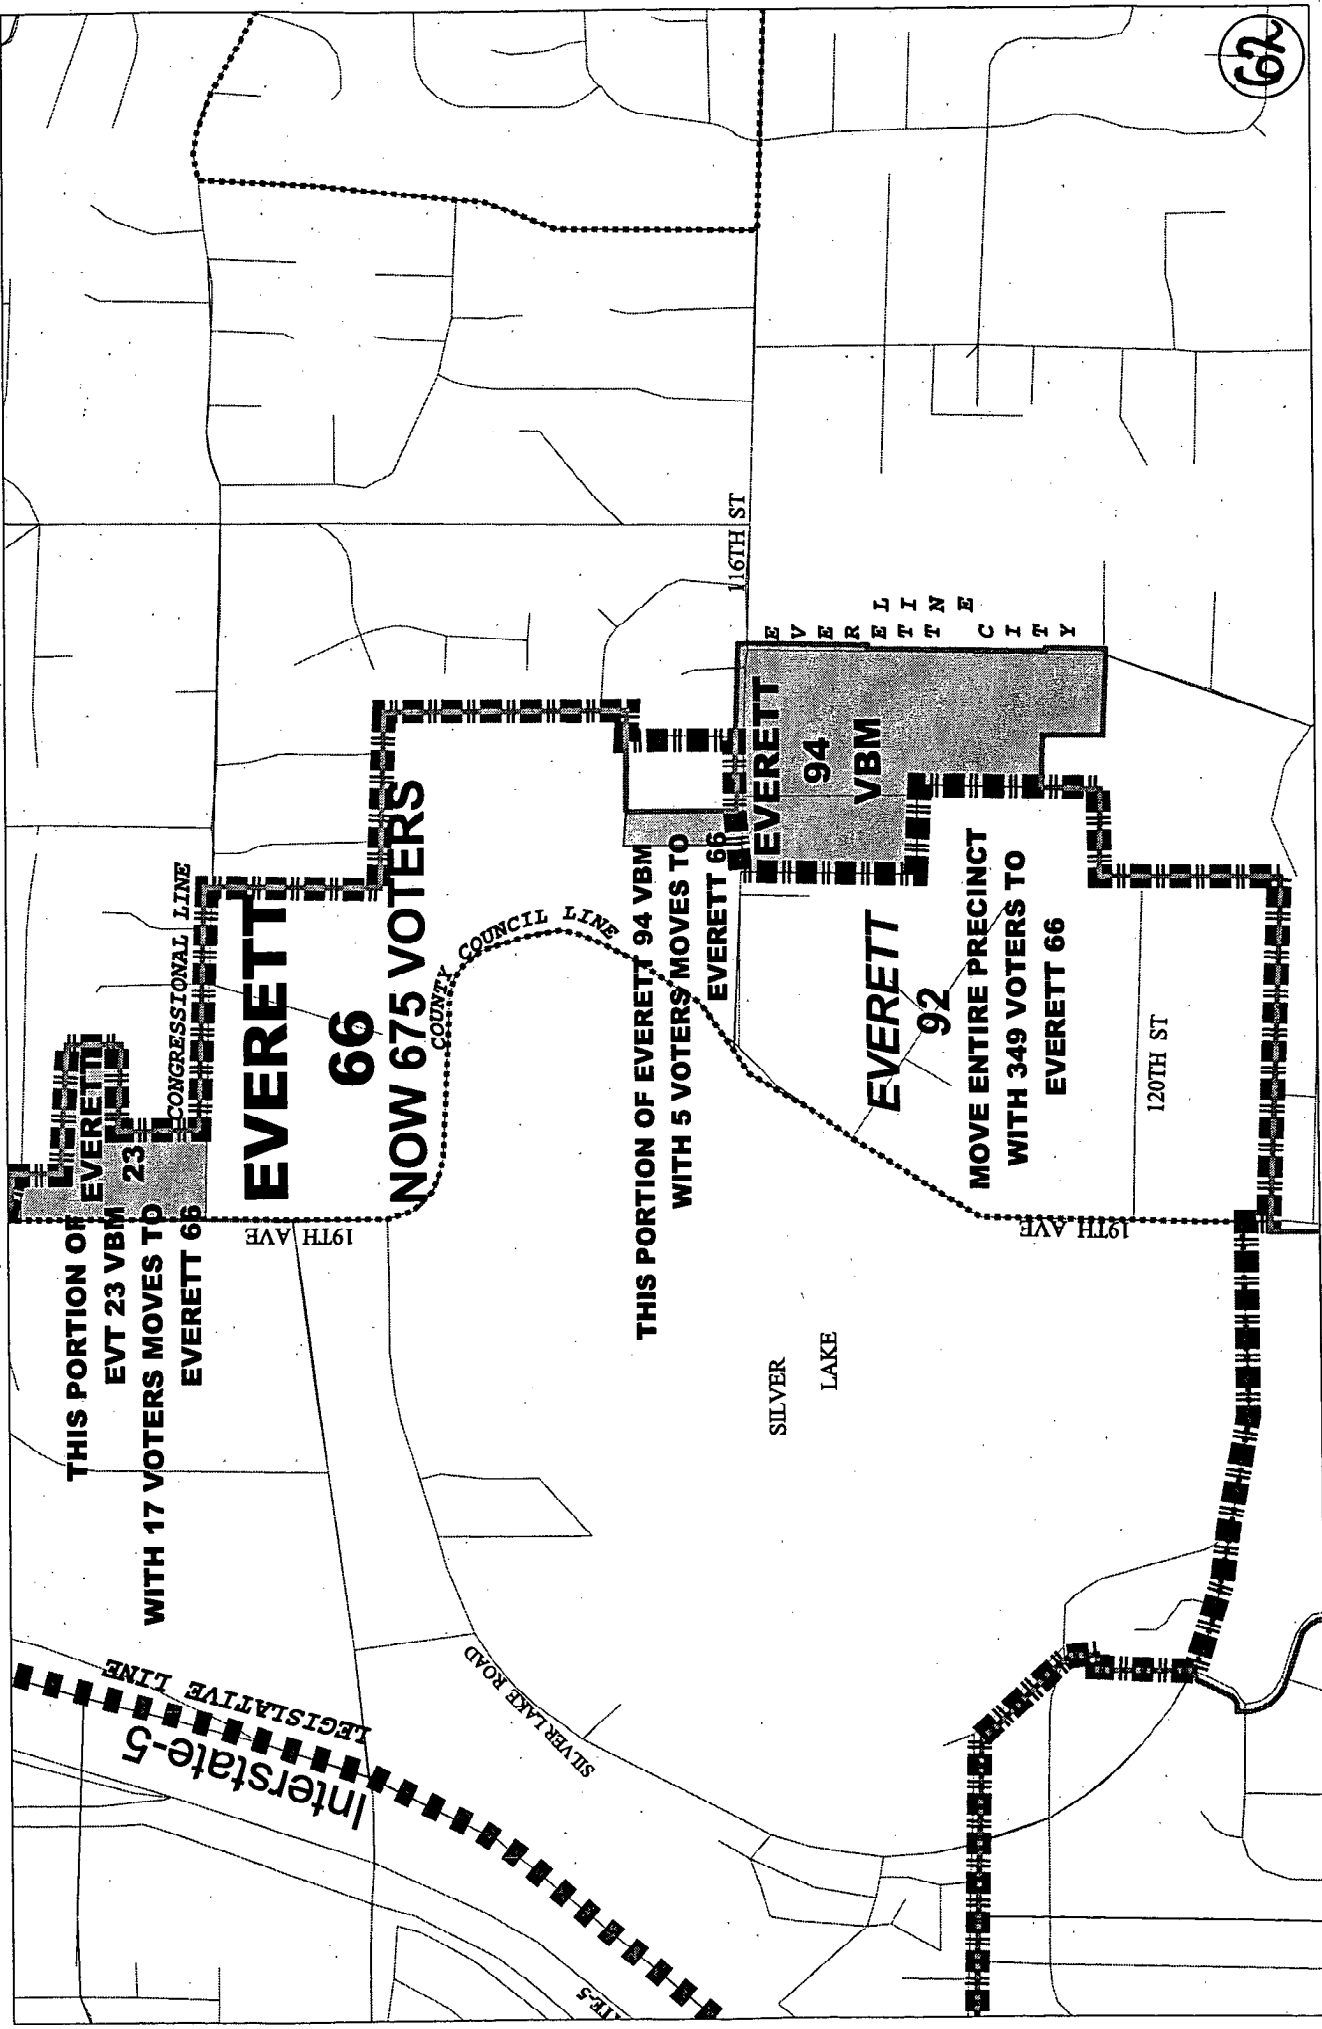 62
THIS PORTION OF
EVT 23 VBM
WITH 17 VOTERS MOVES TO
EVERETT 66
EVERETT
23
CONGRESSIONAL LINE
EVERETT
66
NOW 675 VOTERS
COUNTY COUNCIL LINE
19TH AVE
LEGISLATIVE LINE
Interstate-5
SILVER LAKE ROAD
THIS PORTION OF EVERETT 94 VBM
WITH 5 VOTERS MOVES TO
EVERETT 66
116TH ST
EVERETT
94
VBM
EVERETT CITY
LINE
SILVER
LAKE
EVERETT
92
MOVE ENTIRE PRECINCT
WITH 349 VOTERS TO
EVERETT 66
19TH AVE
120TH ST